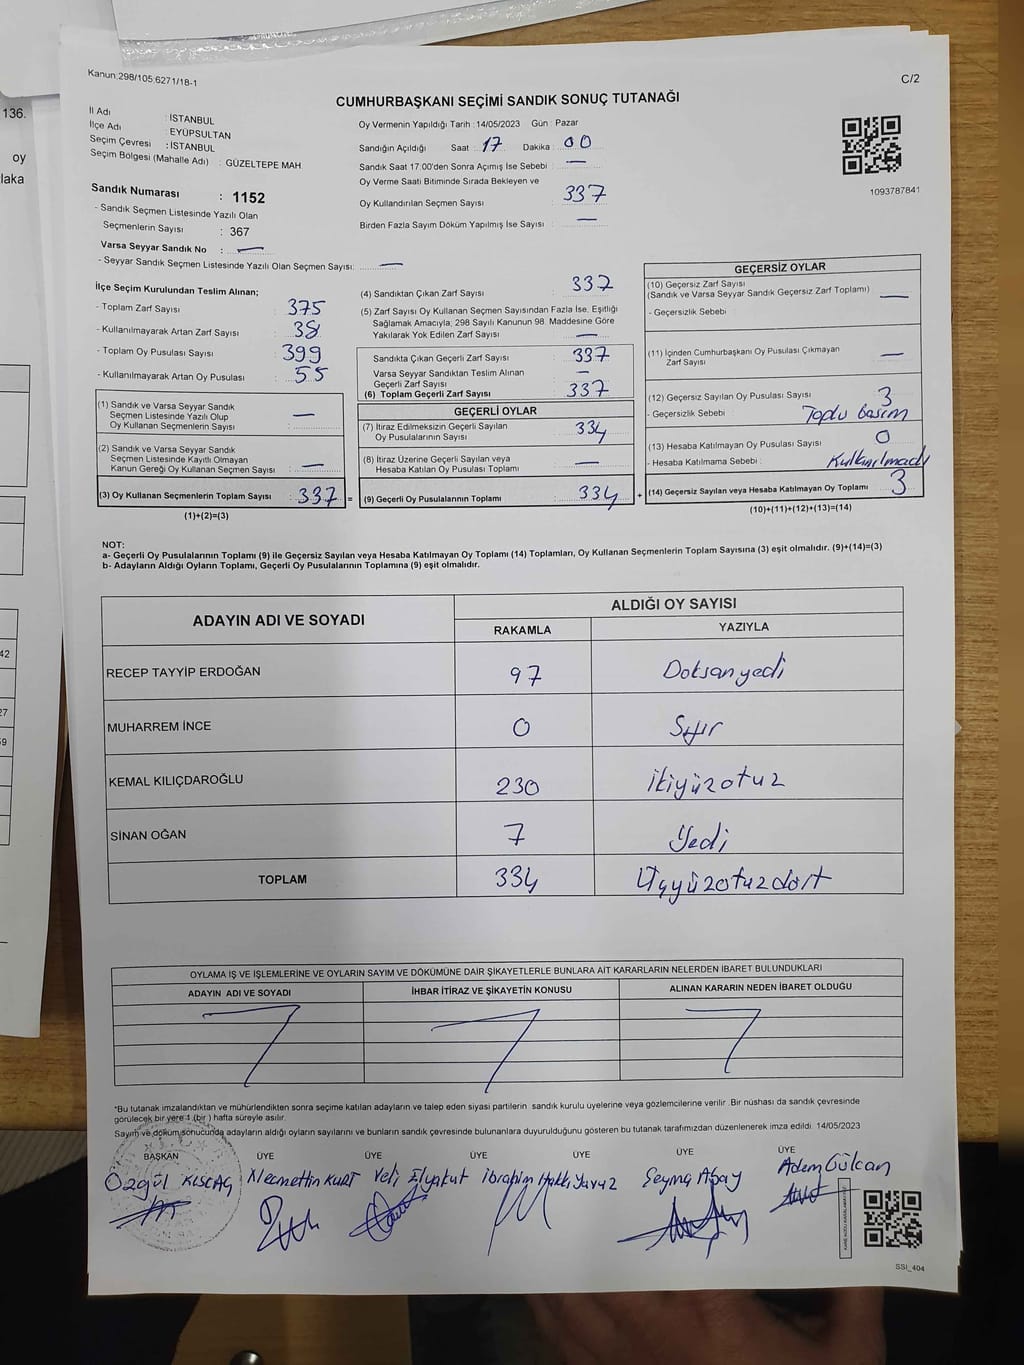 136.
oy
laka
42
27
59
Kanun:298/105;6271/18-1
C/2
CUMHURBAŞKANI SEÇİMİ SANDIK SONUÇ TUTANAĞI
İl Adı : İSTANBUL
İlçe Adı : EYÜPSULTAN
Seçim Çevresi : İSTANBUL
Seçim Bölgesi (Mahalle Adı) : GÜZELTEPE MAH.
Sandık Numarası : 1152
- Sandık Seçmen Listesinde Yazılı Olan
Seçmenlerin Sayısı : 367
Varsa Seyyar Sandık No : —
- Seyyar Sandık Seçmen Listesinde Yazılı Olan Seçmen Sayısı: —
Oy Vermenin Yapıldığı Tarih : 14/05/2023 Gün : Pazar
Sandığın Açıldığı Saat : 17 Dakika : 00
Sandık Saat 17:00'den Sonra Açımış İse Sebebi : —
Oy Verme Saati Bitiminde Sırada Bekleyen ve
Oy Kullandırılan Seçmen Sayısı : 337
Birden Fazla Sayım Döküm Yapılmış İse Sayısı : —
1093787841
İlçe Seçim Kurulundan Teslim Alınan;
- Toplam Zarf Sayısı : 375
- Kullanılmayarak Artan Zarf Sayısı : 38
- Toplam Oy Pusulası Sayısı : 399
- Kullanılmayarak Artan Oy Pusulası : 55
(1) Sandık ve Varsa Seyyar Sandık
Seçmen Listesinde Yazılı Olup
Oy Kullanan Seçmenlerin Sayısı : —
(2) Sandık ve Varsa Seyyar Sandık
Seçmen Listesinde Kayıtlı Olmayan
Kanun Gereği Oy Kullanan Seçmen Sayısı : —
(3) Oy Kullanan Seçmenlerin Toplam Sayısı : 337 =
(1)+(2)=(3)
(4) Sandıktan Çıkan Zarf Sayısı : 337
(5) Zarf Sayısı Oy Kullanan Seçmen Sayısından Fazla İse, Eşitliği
Sağlamak Amacıyla; 298 Sayılı Kanunun 98. Maddesine Göre
Yakılarak Yok Edilen Zarf Sayısı : —
Sandıkta Çıkan Geçerli Zarf Sayısı : 337
Varsa Seyyar Sandıktan Teslim Alınan
Geçerli Zarf Sayısı : —
(6) Toplam Geçerli Zarf Sayısı : 337
GEÇERLİ OYLAR
(7) İtiraz Edilmeksizin Geçerli Sayılan
Oy Pusulalarının Sayısı : 334
(8) İtiraz Üzerine Geçerli Sayılan veya
Hesaba Katılan Oy Pusulası Toplamı : —
(9) Geçerli Oy Pusulalarının Toplamı : 334 +
GEÇERSİZ OYLAR
(10) Geçersiz Zarf Sayısı
(Sandık ve Varsa Seyyar Sandık Geçersiz Zarf Toplamı) : —
- Geçersizlik Sebebi
(11) İçinden Cumhurbaşkanı Oy Pusulası Çıkmayan
Zarf Sayısı : —
(12) Geçersiz Sayılan Oy Pusulası Sayısı : 3
- Geçersizlik Sebebi : Toplu basım
(13) Hesaba Katılmayan Oy Pusulası Sayısı : 0
- Hesaba Katılmama Sebebi : Kullanılmadı
(14) Geçersiz Sayılan veya Hesaba Katılmayan Oy Toplamı : 3
(10)+(11)+(12)+(13)=(14)
NOT:
a- Geçerli Oy Pusulalarının Toplamı (9) ile Geçersiz Sayılan veya Hesaba Katılmayan Oy Toplamı (14) Toplamları, Oy Kullanan Seçmenlerin Toplam Sayısına (3) eşit olmalıdır. (9)+(14)=(3)
b- Adayların Aldığı Oyların Toplamı, Geçerli Oy Pusulalarının Toplamına (9) eşit olmalıdır.
ADAYIN ADI VE SOYADI
ALDIĞI OY SAYISI
RAKAMLA YAZIYLA
RECEP TAYYİP ERDOĞAN 97 Doksanyedi
MUHARREM İNCE 0 Sıfır
KEMAL KILIÇDAROĞLU 230 İkiyüzotuz
SİNAN OĞAN 7 Yedi
TOPLAM 334 Üçyüzotuzdört
OYLAMA İŞ VE İŞLEMLERİNE VE OYLARIN SAYIM VE DÖKÜMÜNE DAİR ŞİKAYETLERLE BUNLARA AİT KARARLARIN NELERDEN İBARET BULUNDUKLARI
ADAYIN ADI VE SOYADI İHBAR İTİRAZ VE ŞİKAYETİN KONUSU ALINAN KARARIN NEDEN İBARET OLDUĞU
*Bu tutanak imzalandıktan ve mühürlendikten sonra seçime katılan adayların ve talep eden siyasi partilerin sandık kurulu üyelerine veya gözlemcilerine verilir .Bir nüshası da sandık çevresinde
görülecek bir yere 1 (bir ) hafta süreyle asılır.
Sayım ve döküm sonucunda adayların aldığı oyların sayılarını ve bunların sandık çevresinde bulunanlara duyurulduğunu gösteren bu tutanak tarafımızdan düzenlenerek imza edildi. 14/05/2023
BAŞKAN ÜYE ÜYE ÜYE ÜYE ÜYE ÜYE
Özgül KISCAÇ Necmettin KURT Veli İlyakut İbrahim Hakkı Yavuz Şeyma Abay Adem Gülcan
SSI_404